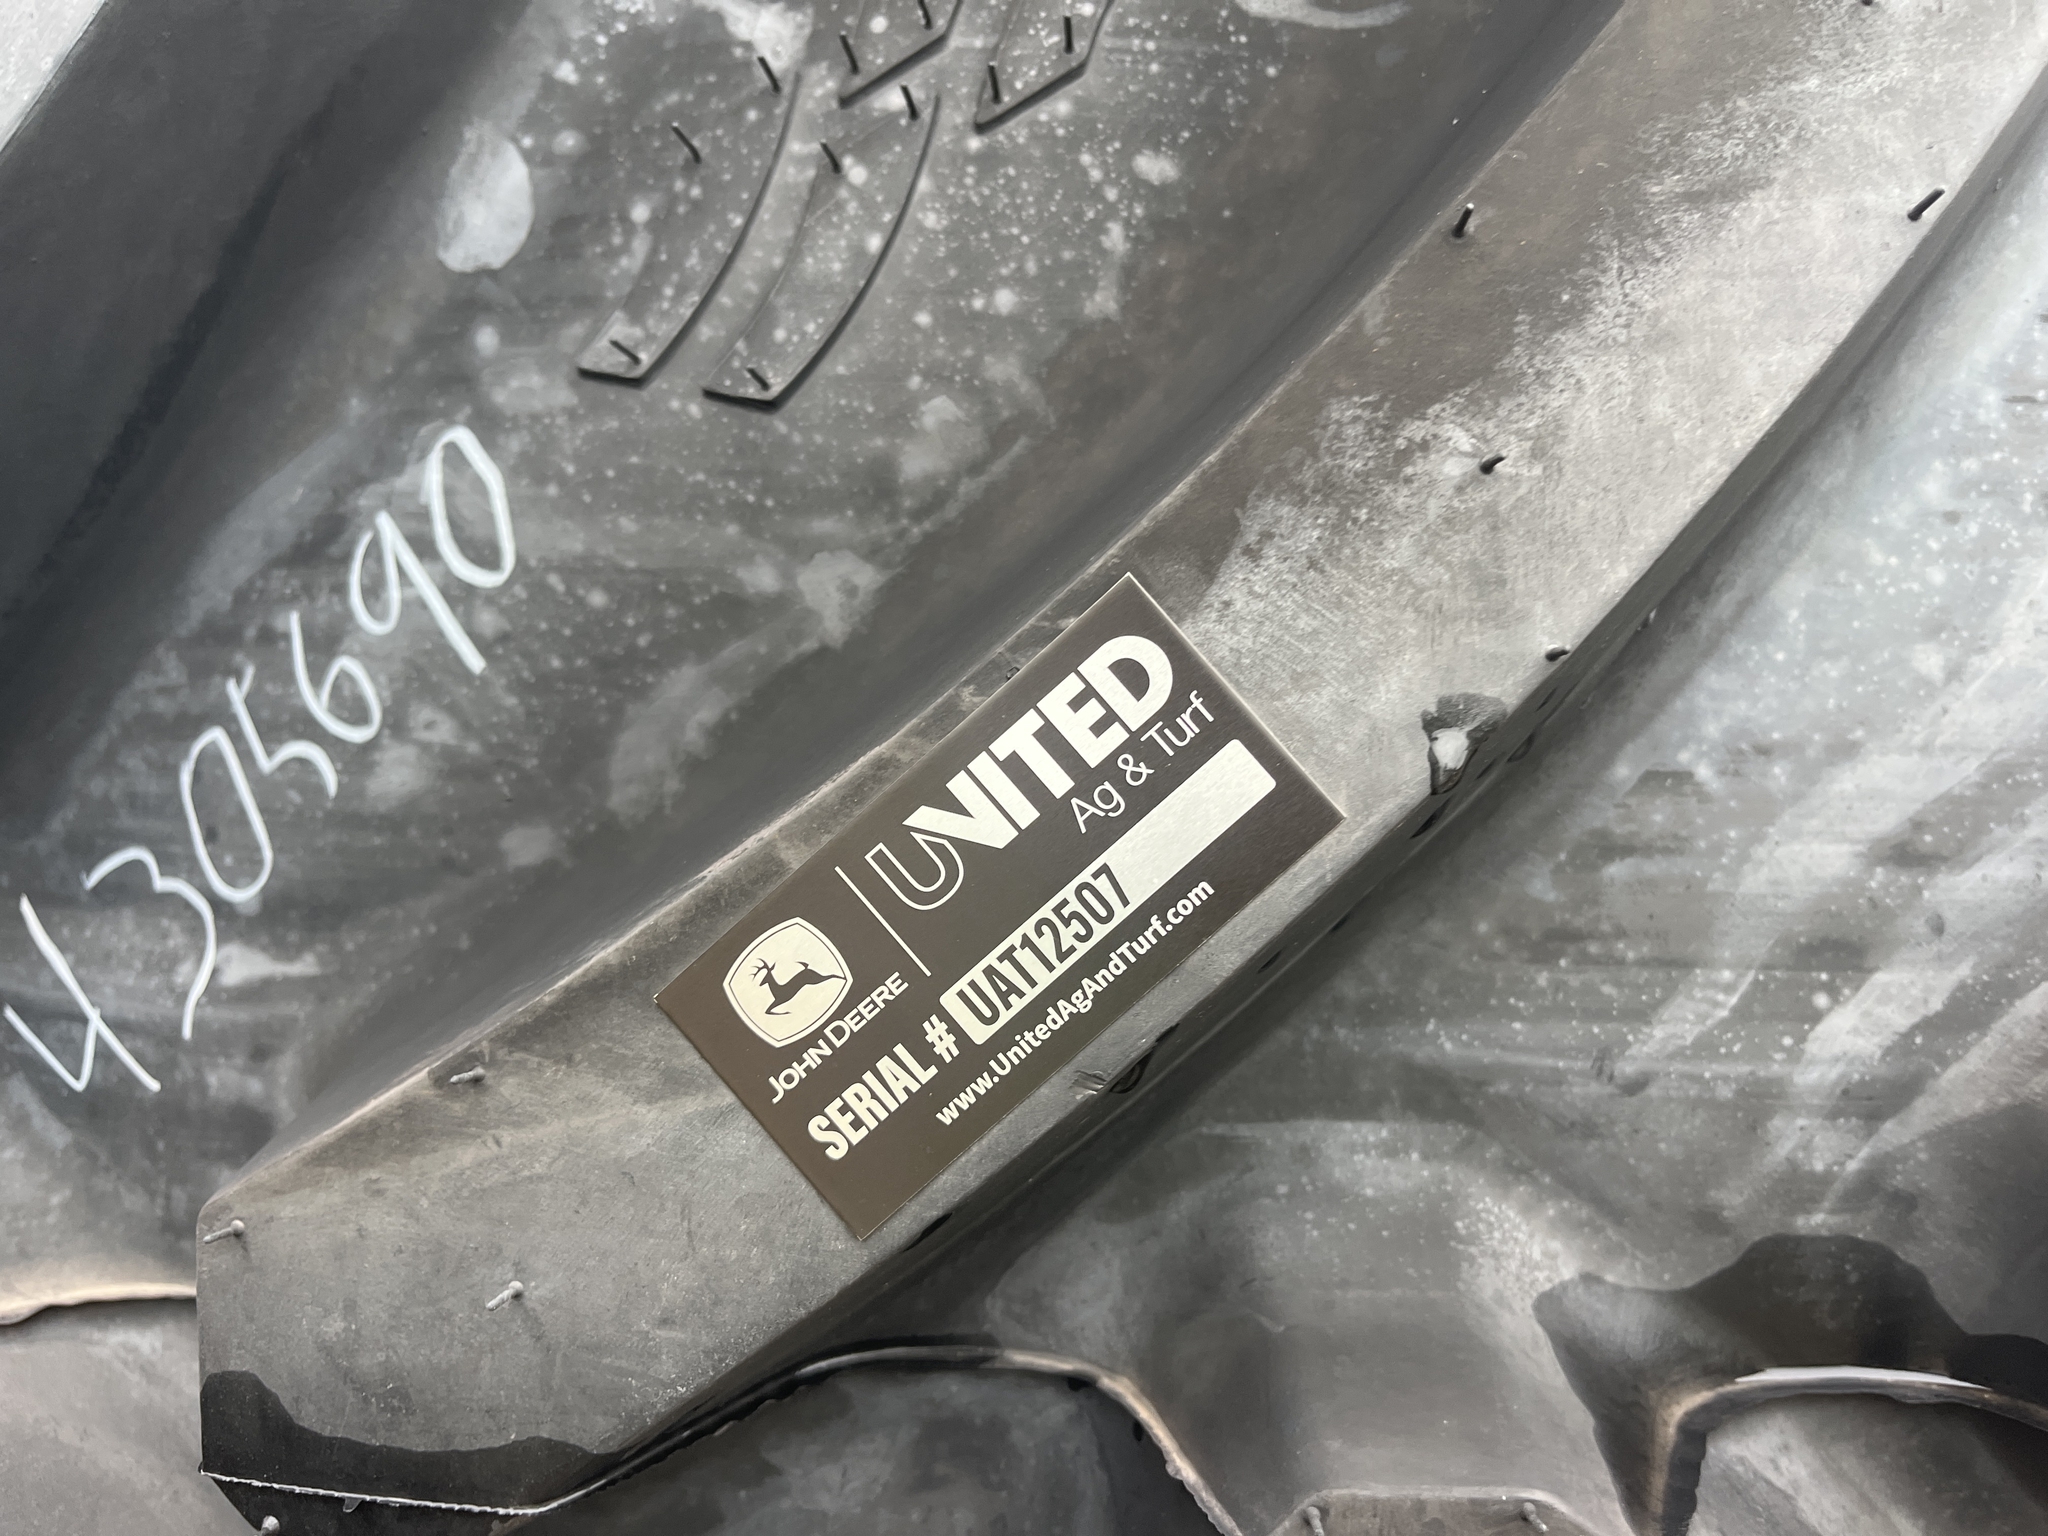 4305690
UNITED
Ag & Turf
JOHN DEERE
SERIAL # UAT12507
www.UnitedAgAndTurf.com